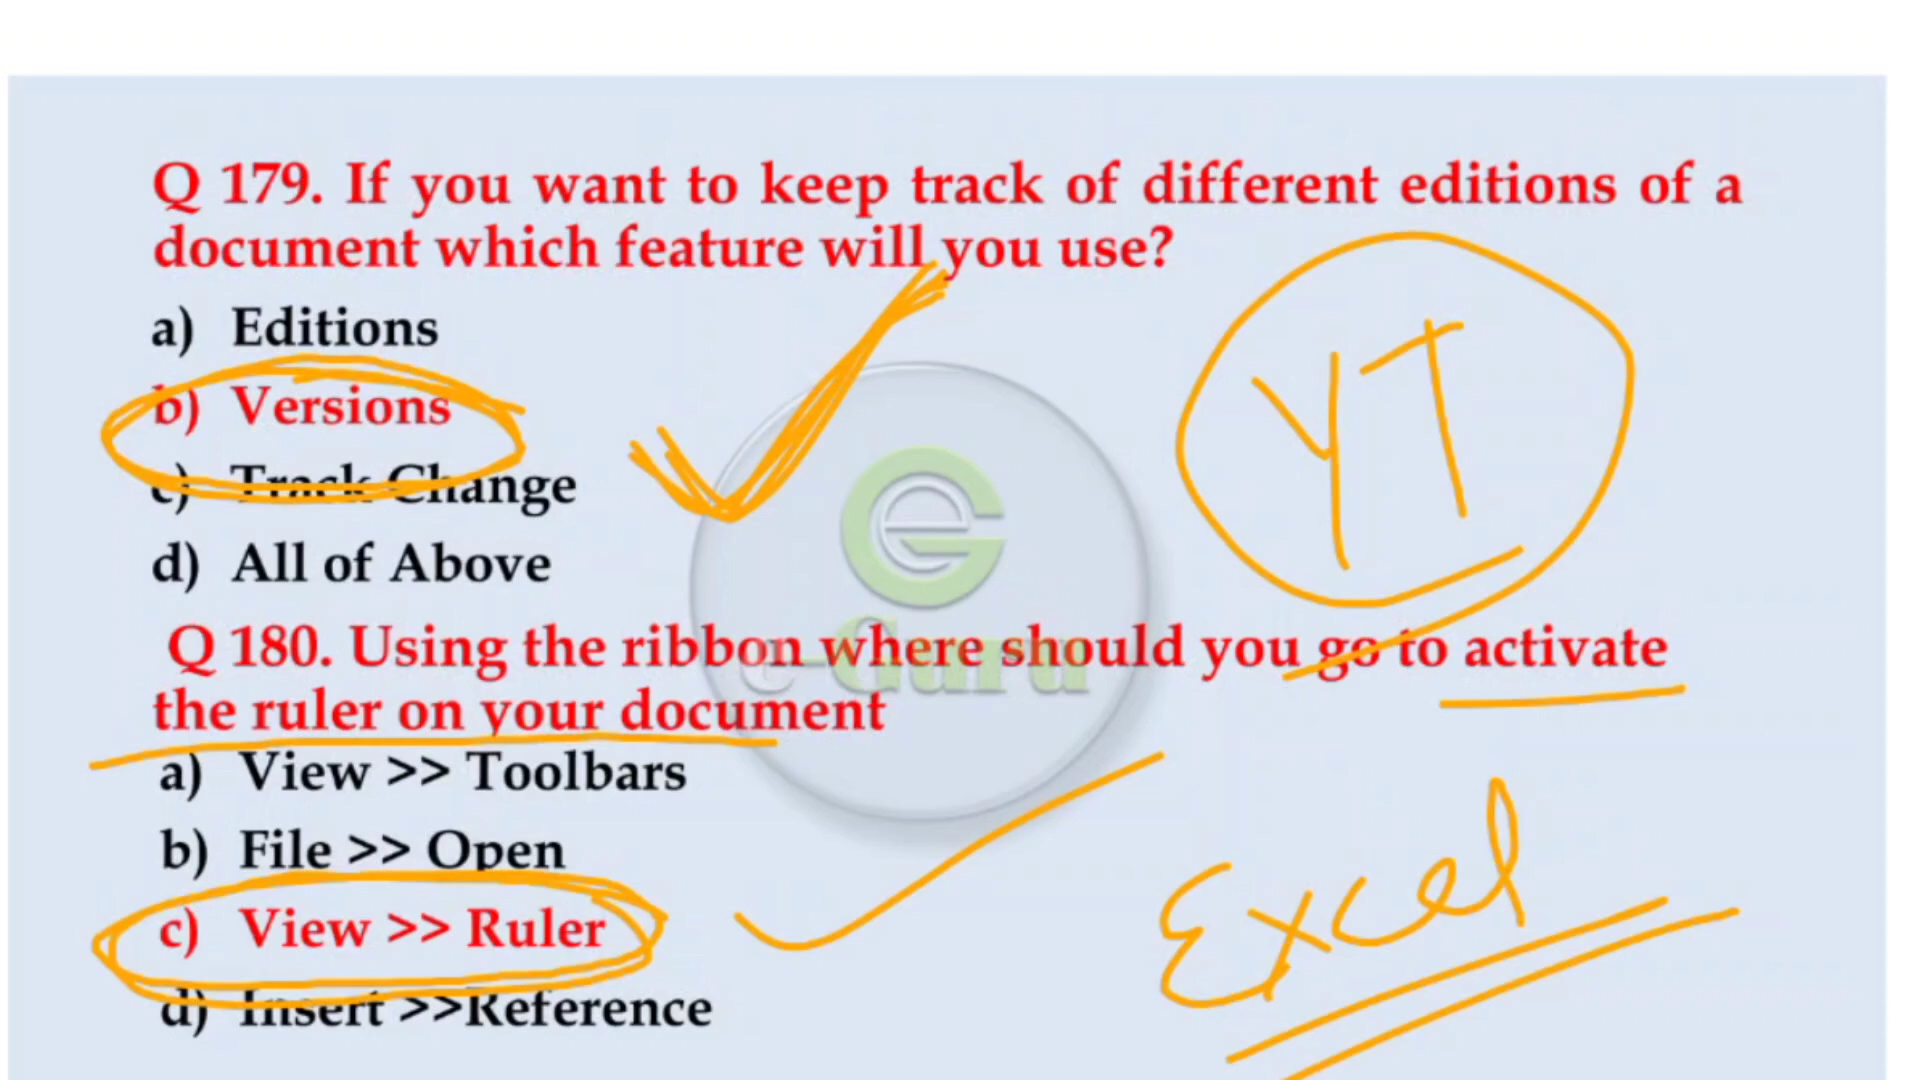 Q 179. If you want to keep track of different editions of a
document which feature will you use?
a) Editions
b) Versions
c) Track Change
d) All of Above
YT
e
e-Guru
Q 180. Using the ribbon where should you go to activate
the ruler on your document
a) View >> Toolbars
b) File >> Open
c) View >> Ruler
d) Insert >>Reference
Excel